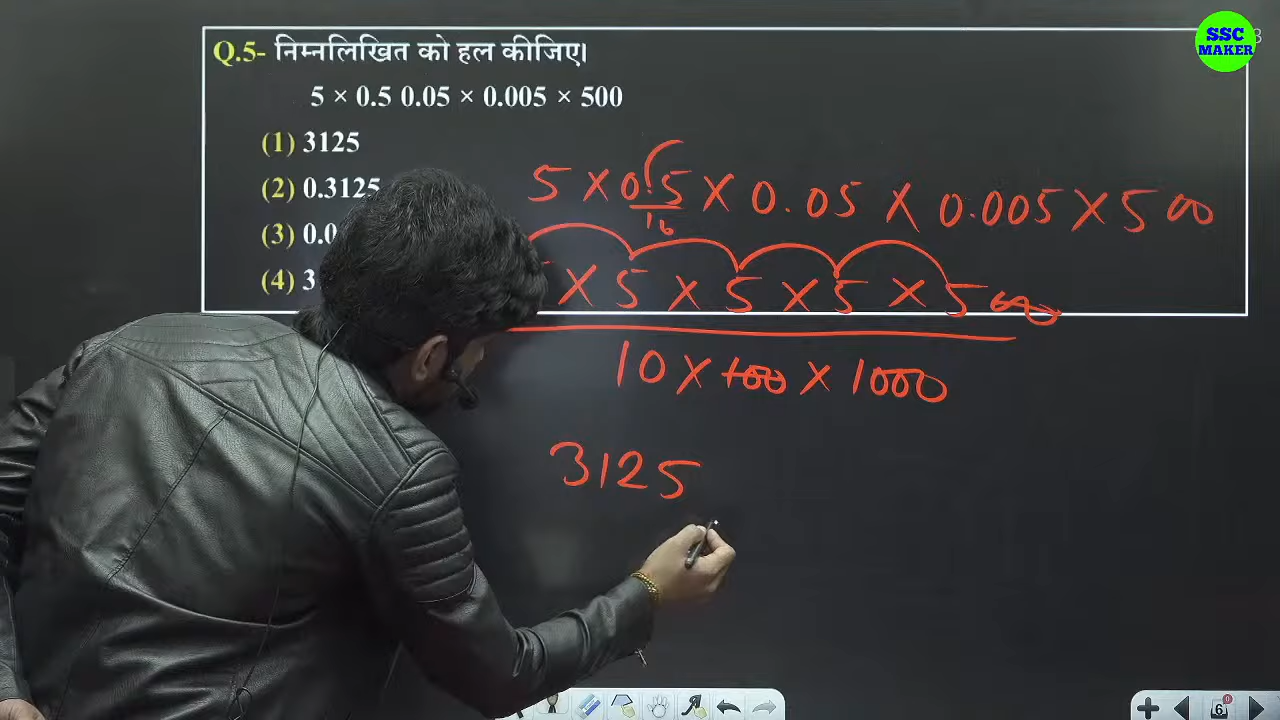 SSC
MAKER
Q.5- निम्नलिखित को हल कीजिए।
5 × 0.5 0.05 × 0.005 × 500
(1) 3125
(2) 0.3125
(3) 0.0
(4) 3
5 × 0.5 × 0.05 × 0.005 × 500
10
× 5 × 5 × 5 × 500
10 × 100 × 1000
3125